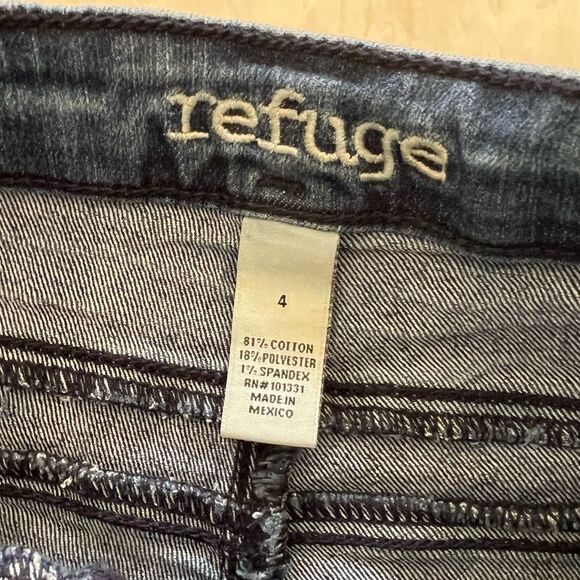 refuge
4
81% COTTON
18% POLYESTER
1% SPANDEX
RN# 101331
MADE IN
MEXICO